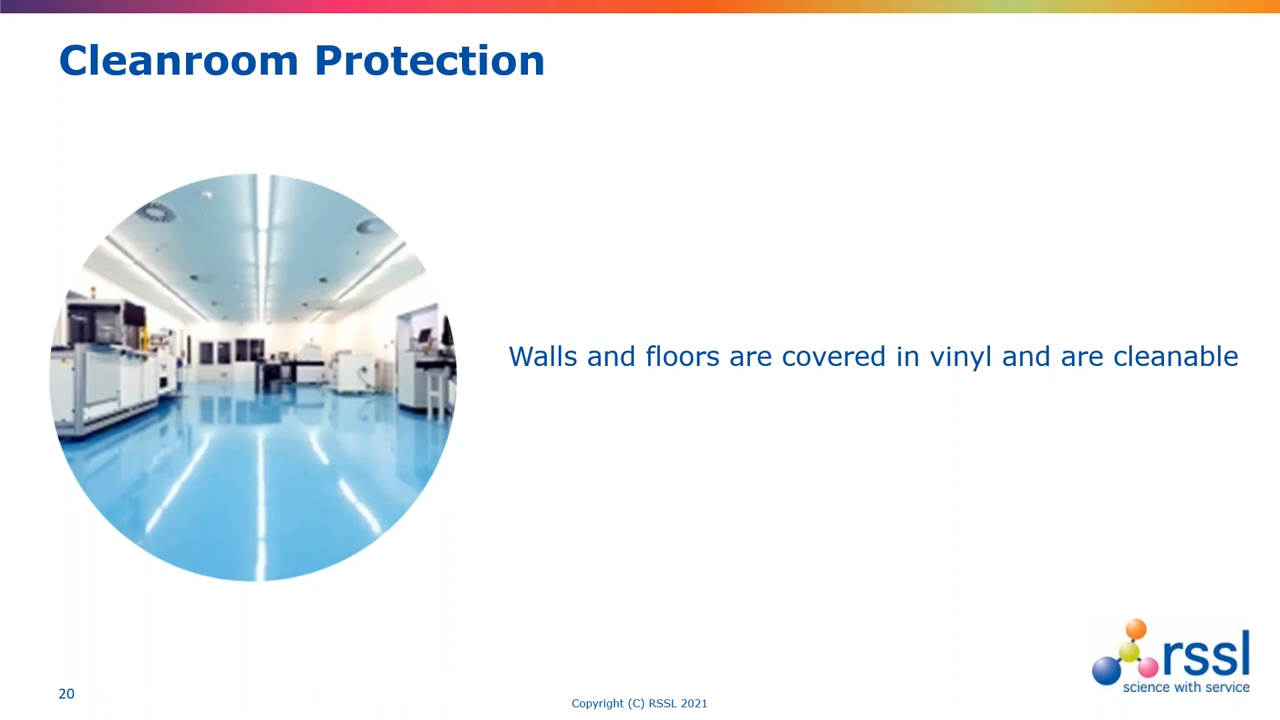 Cleanroom Protection
Walls and floors are covered in vinyl and are cleanable
rssl
science with service
20
Copyright (C) RSSL 2021